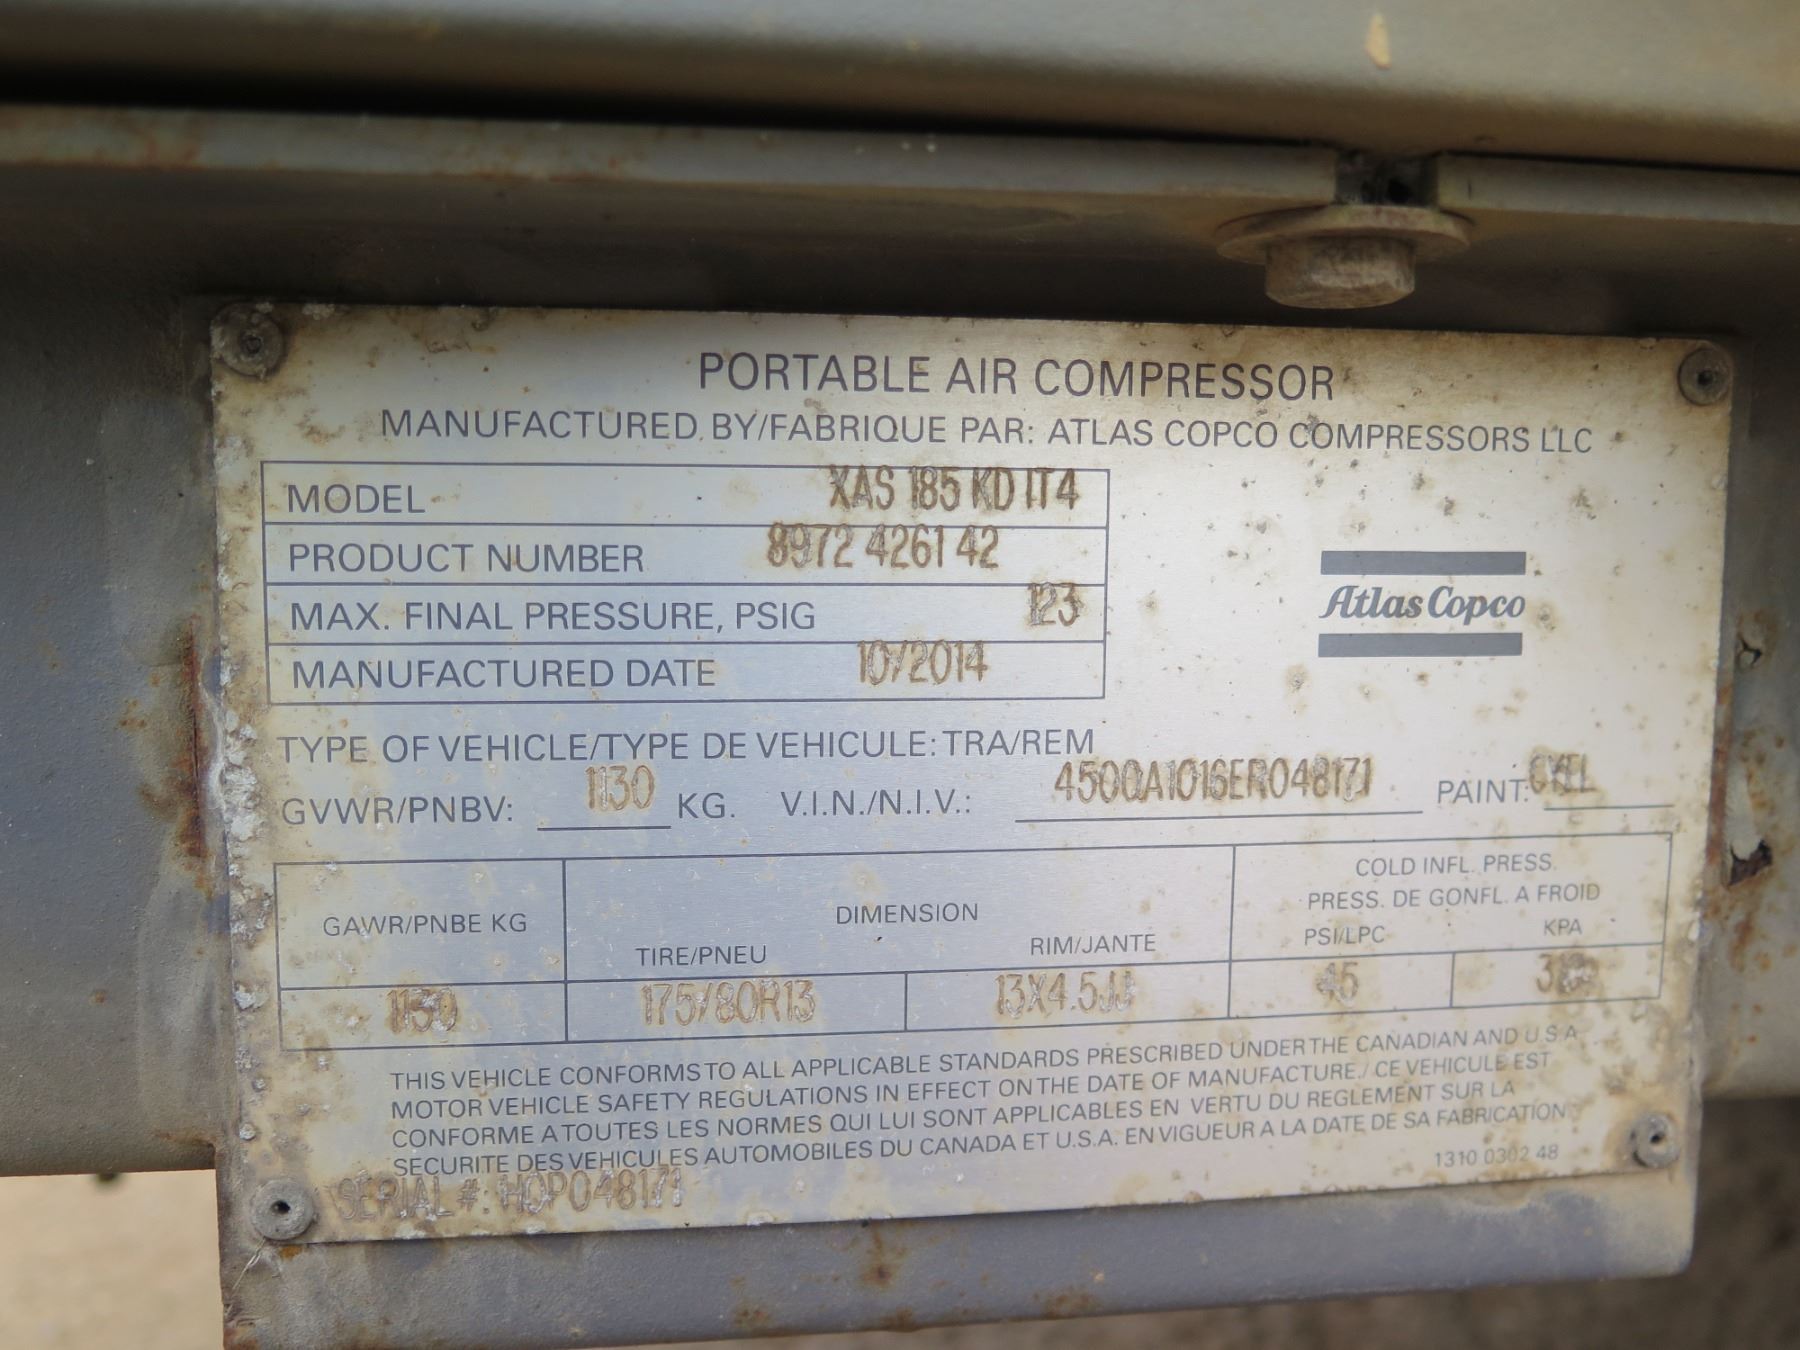 PORTABLE AIR COMPRESSOR
MANUFACTURED BY/FABRIQUE PAR: ATLAS COPCO COMPRESSORS LLC
MODEL XAS 185 KD IT4
PRODUCT NUMBER 8972 4261 42
MAX. FINAL PRESSURE, PSIG 123
MANUFACTURED DATE 10/2014
Atlas Copco
TYPE OF VEHICLE/TYPE DE VEHICULE: TRA/REM
GVWR/PNBV: 1130 KG. V.I.N./N.I.V.: 4500A1016ER048171 PAINT:
GAWR/PNBE KG
DIMENSION
TIRE/PNEU RIM/JANTE
COLD INFL. PRESS.
PRESS. DE GONFL. A FROID
PSI/LPC KPA
1130 175/80R13 13X4.5JJ 45
THIS VEHICLE CONFORMS TO ALL APPLICABLE STANDARDS PRESCRIBED UNDER THE CANADIAN AND U.S.A.
MOTOR VEHICLE SAFETY REGULATIONS IN EFFECT ON THE DATE OF MANUFACTURE./ CE VEHICULE EST
CONFORME A TOUTES LES NORMES QUI LUI SONT APPLICABLES EN VERTU DU REGLEMENT SUR LA
SECURITE DES VEHICULES AUTOMOBILES DU CANADA ET U.S.A. EN VIGUEUR A LA DATE DE SA FABRICATION
1310 0302 48
SERIAL #: HOP048171